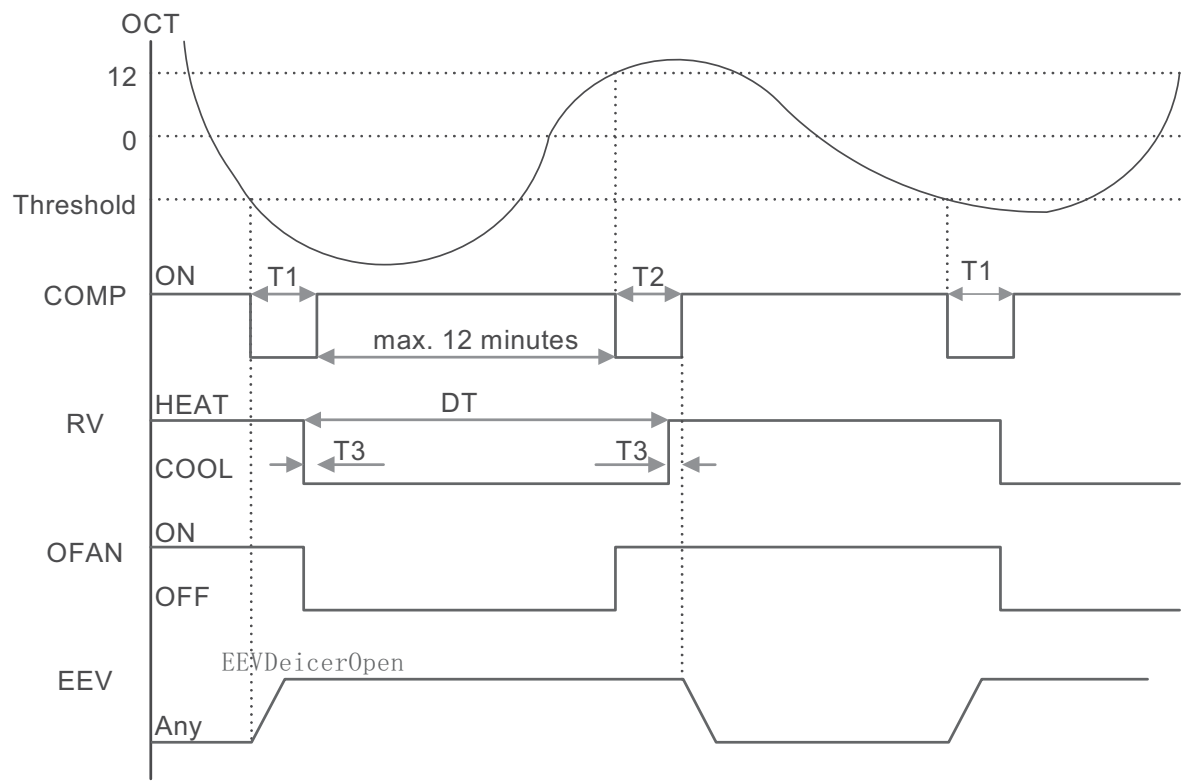 OCT
12
0
Threshold
ON
T1
T2
T1
COMP
max. 12 minutes
HEAT
DT
RV
T3
T3
COOL
ON
OFAN
OFF
EEVDeicerOpen
EEV
Any